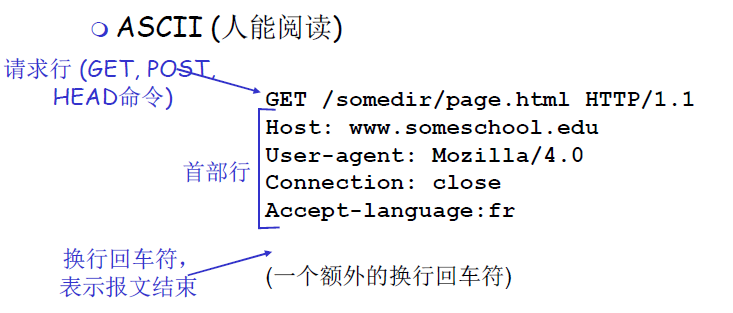 ASCII (人能阅读)
请求行 (GET, POST,
HEAD命令)
GET /somedir/page.html HTTP/1.1
Host: www.someschool.edu
User-agent: Mozilla/4.0
Connection: close
Accept-language:fr
首部行
换行回车符，
表示报文结束
(一个额外的换行回车符)